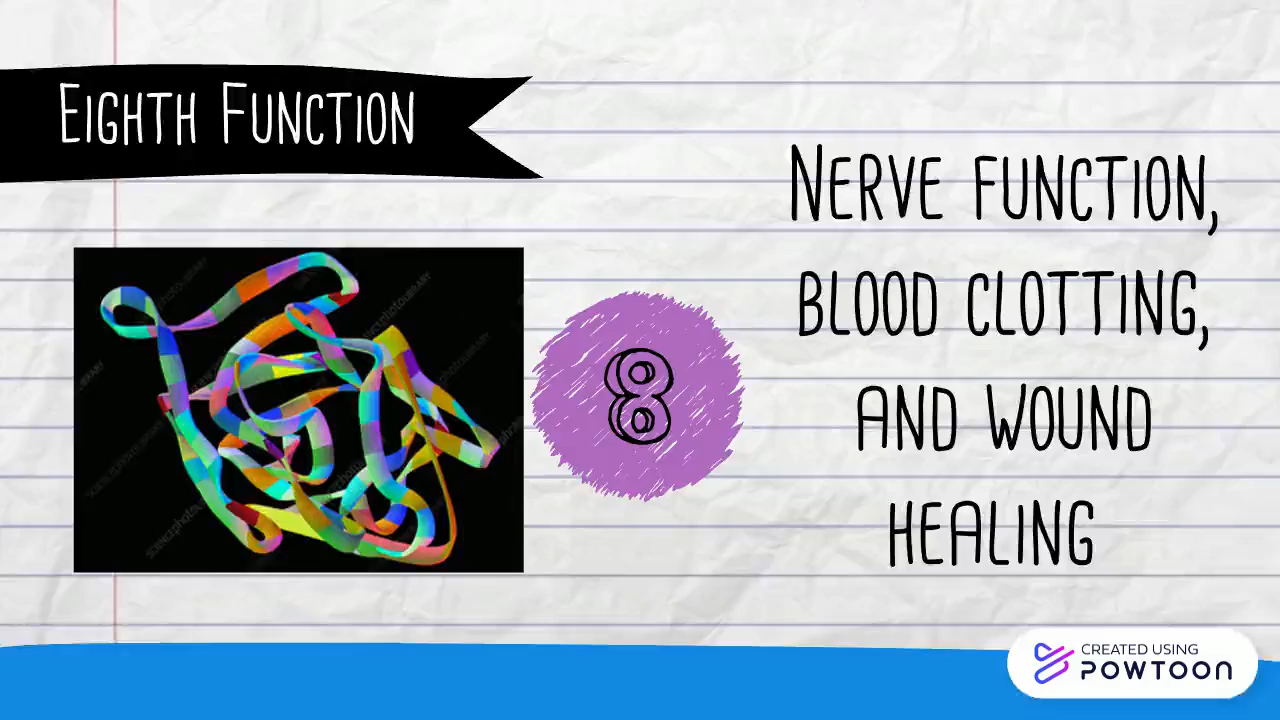 Eighth Function
Nerve function,
blood clotting,
and wound
healing
8
CREATED USING
POWTOON